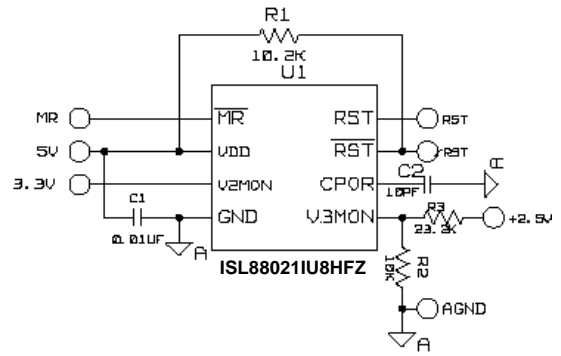 R1
10.2K
U1
MR
MR
RST
RST
5V
VDD
RST
RST
3.3V
V2MON
CPOR
C2
10PF
A
C1
0.01UF
GND
V3MON
R3
23.2K
+2.5V
A
ISL88021IU8HFZ
R2
10K
AGND
A